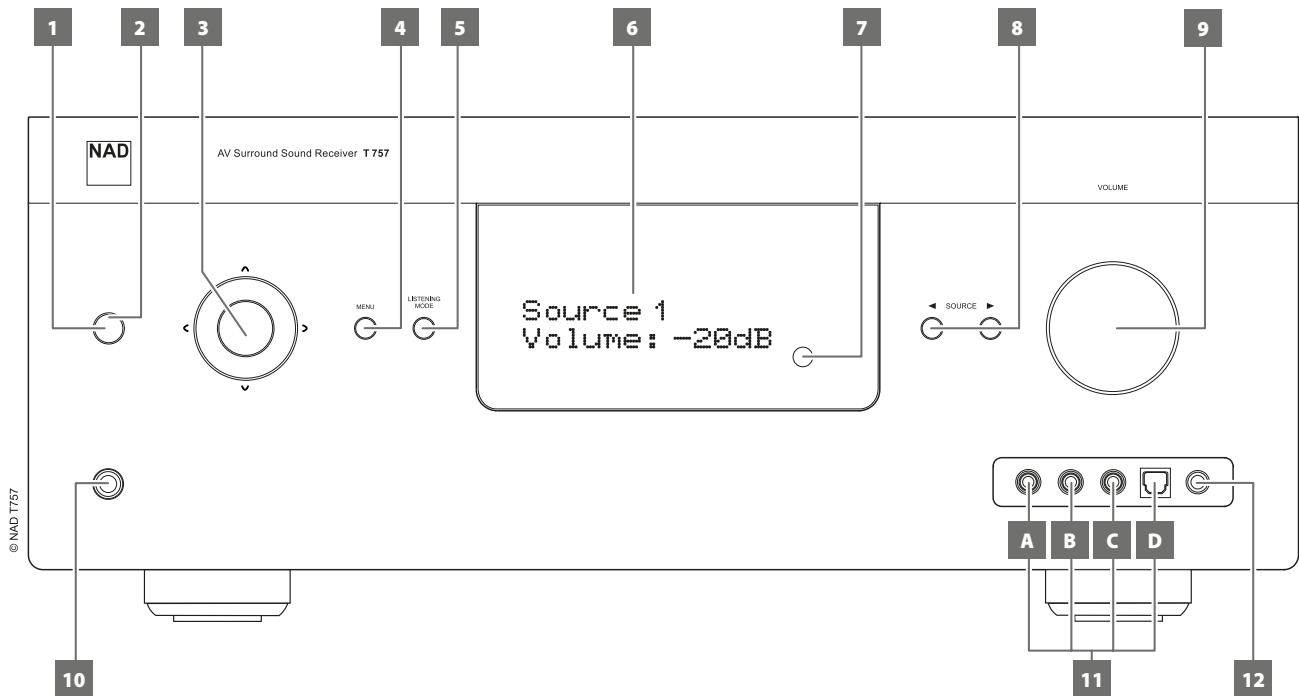 1 2 3 4 5 6 7 8 9
NAD
AV Surround Sound Receiver T 757
VOLUME
MENU
LISTENING
MODE
Source 1
Volume: -20dB
◄ SOURCE ►
© NAD T757
A B C D
10 11 12